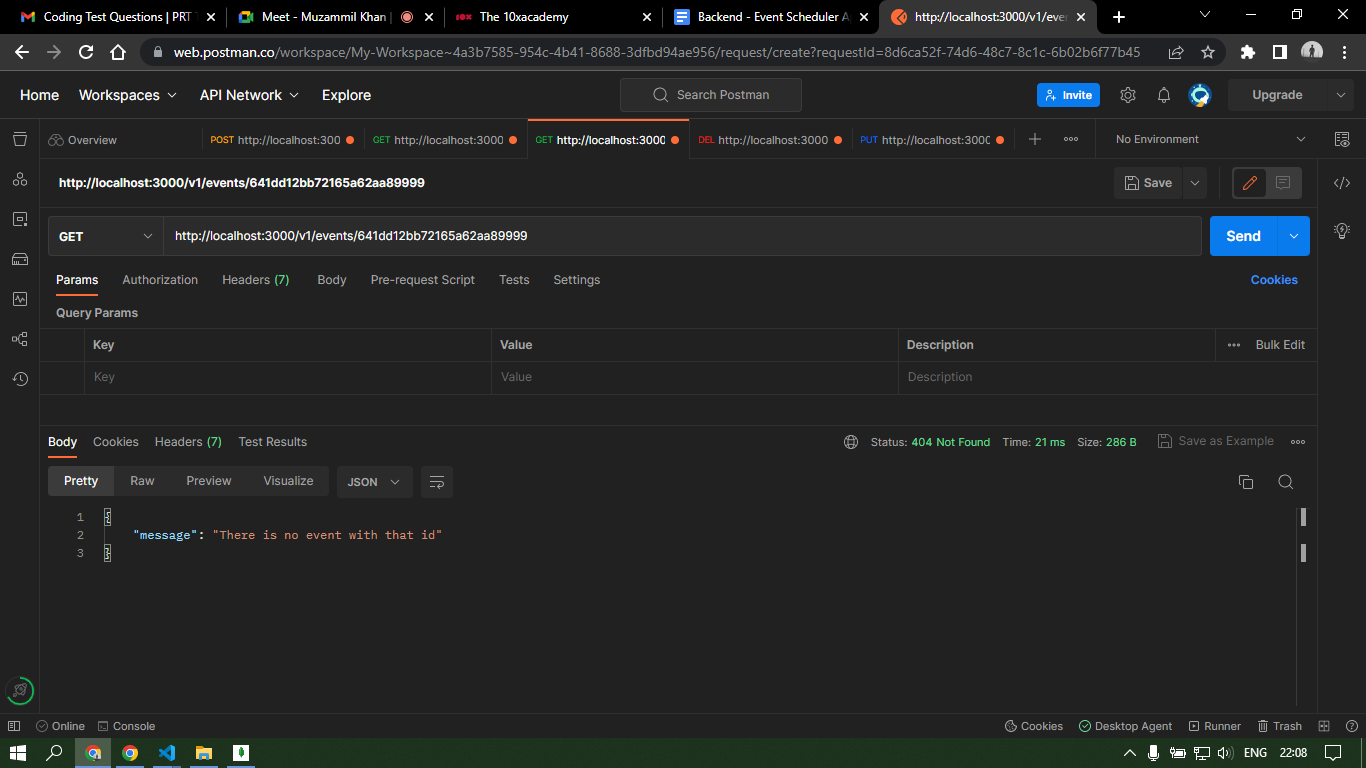 Coding Test Questions | PRT
Meet - Muzammil Khan
10x
The 10xacademy
Backend - Event Scheduler A
http://localhost:3000/v1/eve
web.postman.co/workspace/My-Workspace~4a3b7585-954c-4b41-8688-3dfbd94ae956/request/create?requestId=8d6ca52f-74d6-48c7-8c1c-6b02b6f77b45
Home
Workspaces
API Network
Explore
Search Postman
Invite
Upgrade
Overview
POST http://localhost:300
GET http://localhost:3000
GET http://localhost:3000
DEL http://localhost:3000
PUT http://localhost:300
No Environment
http://localhost:3000/v1/events/641dd12bb72165a62aa89999
Save
GET
http://localhost:3000/v1/events/641dd12bb72165a62aa89999
Send
Params
Authorization
Headers (7)
Body
Pre-request Script
Tests
Settings
Cookies
Query Params
Key
Value
Description
Bulk Edit
Key
Value
Description
Body
Cookies
Headers (7)
Test Results
Status: 404 Not Found
Time: 21 ms
Size: 286 B
Save as Example
Pretty
Raw
Preview
Visualize
JSON
1 {
2 "message": "There is no event with that id"
3 }
Online
Console
Cookies
Desktop Agent
Runner
Trash
ENG
22:08